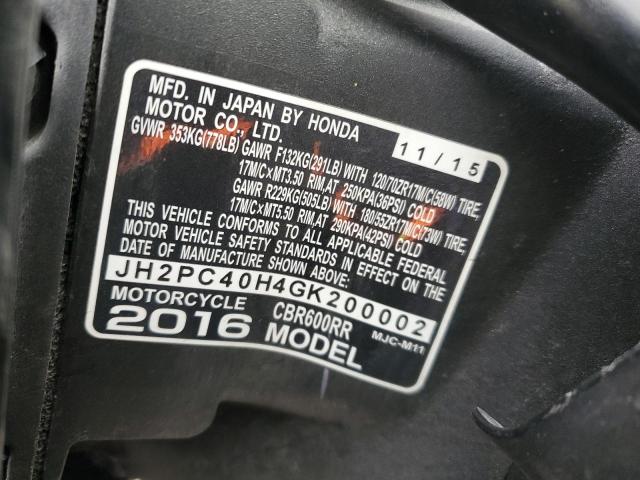 MFD. IN JAPAN BY HONDA
MOTOR CO., LTD. 11/15
GVWR 353KG(778LB) GAWR F132KG(291LB) WITH 120/70ZR17M/C(58W) TIRE,
17M/C×MT3.50 RIM,AT 250KPA(36PSI) COLD
GAWR R229KG(505LB) WITH 180/55ZR17M/C(73W) TIRE,
17M/C×MT5.50 RIM,AT 290KPA(42PSI) COLD
THIS VEHICLE CONFORMS TO ALL APPLICABLE FEDERAL
MOTOR VEHICLE SAFETY STANDARDS IN EFFECT ON THE
DATE OF MANUFACTURE SHOWN ABOVE:
JH2PC40H4GK200002
MOTORCYCLE CBR600RR MJC-M11
2016 MODEL